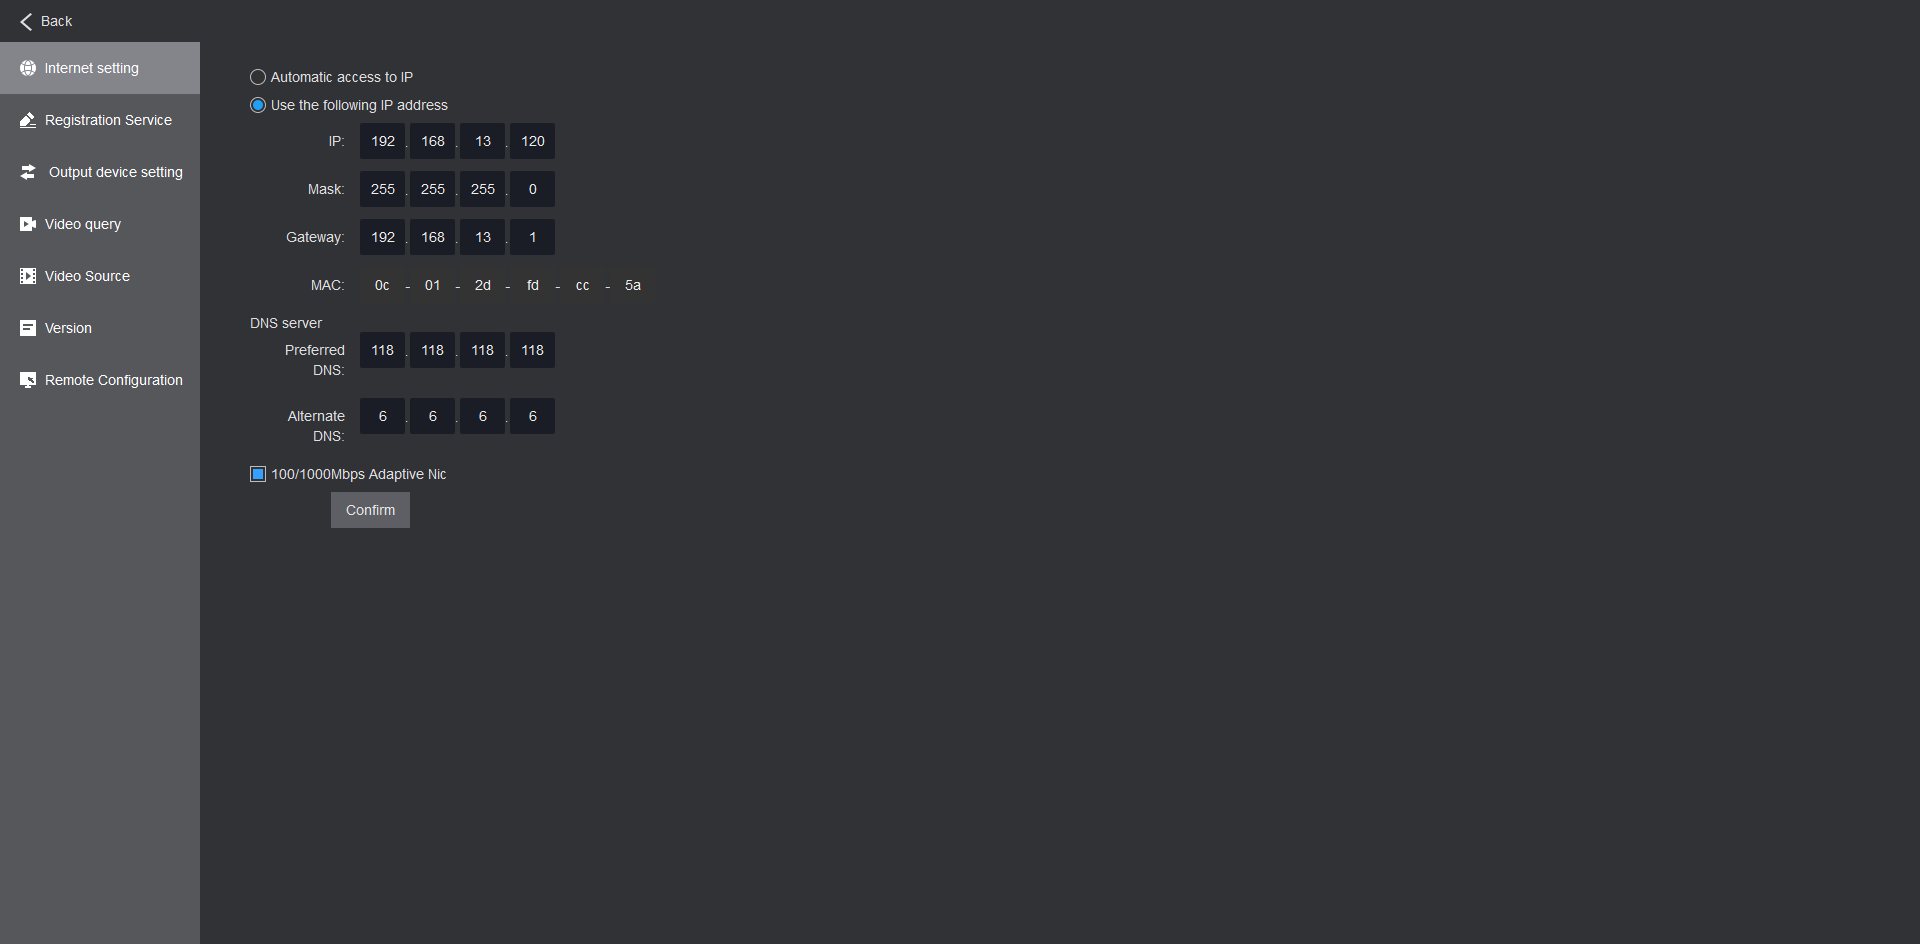 Back
Internet setting
Registration Service
Output device setting
Video query
Video Source
Version
Remote Configuration
Automatic access to IP
Use the following IP address
IP: 192 . 168 . 13 . 120
Mask: 255 . 255 . 255 . 0
Gateway: 192 . 168 . 13 . 1
MAC: 0c - 01 - 2d - fd - cc - 5a
DNS server
Preferred 118 . 118 . 118 . 118
DNS:
Alternate 6 . 6 . 6 . 6
DNS:
100/1000Mbps Adaptive Nic
Confirm